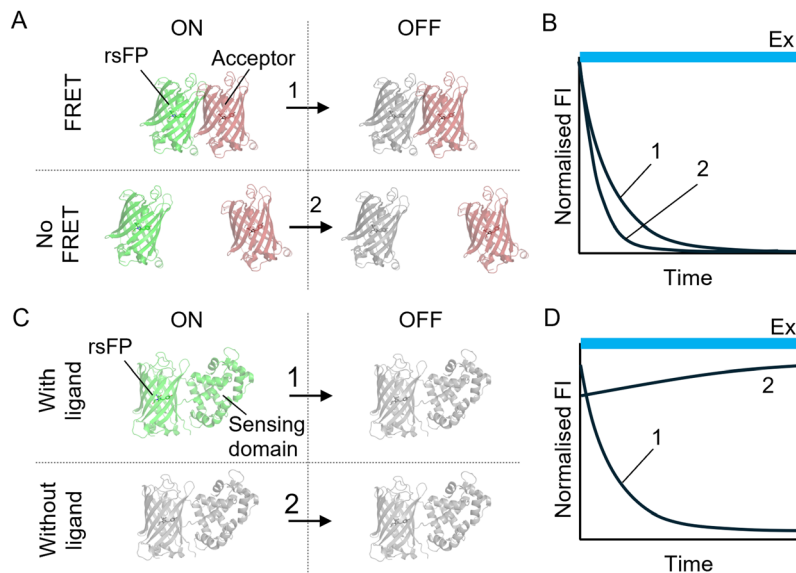 A
ON
OFF
rsFP
Acceptor
FRET
1
No
FRET
2
B
Ex
Normalised FI
1
2
Time
C
ON
OFF
rsFP
With
ligand
1
Sensing
domain
Without
ligand
2
D
Ex
Normalised FI
2
1
Time